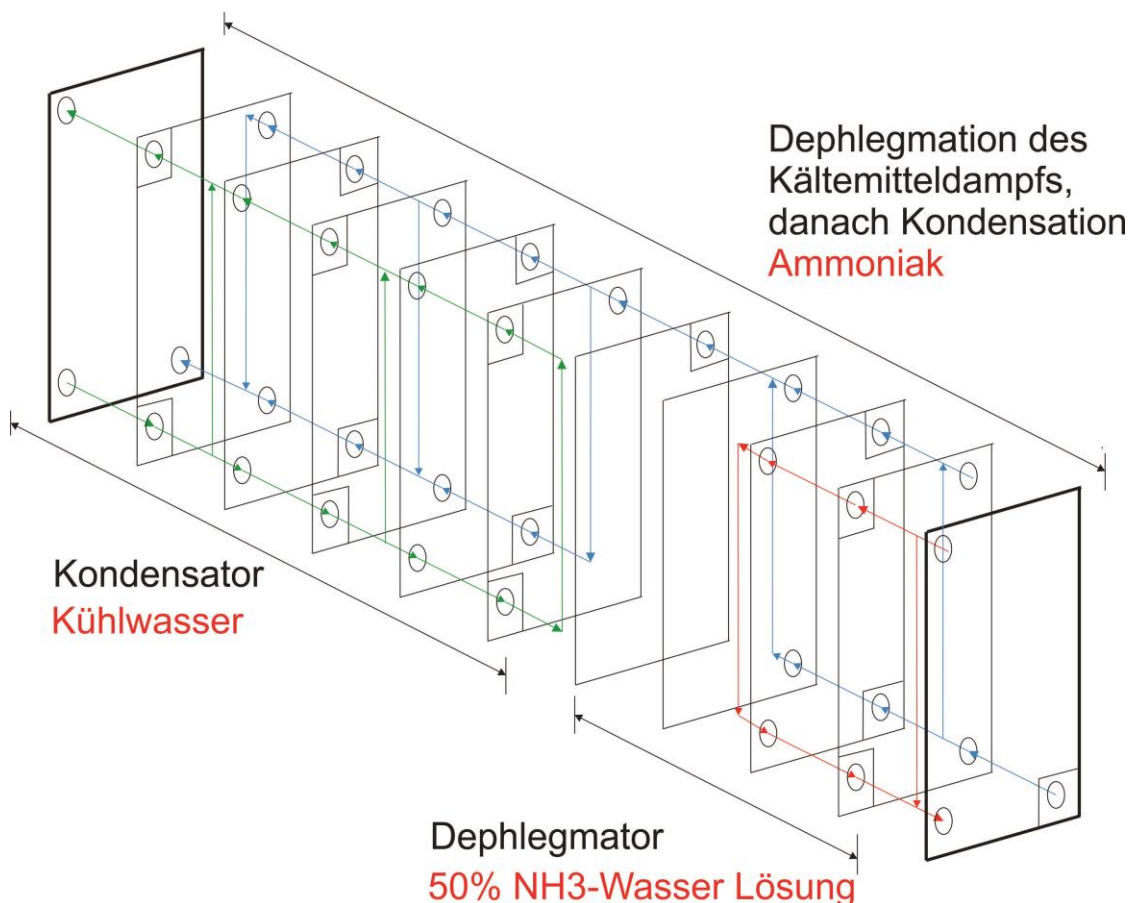 Dephlegmation des
Kältemitteldampfs,
danach Kondensation
Ammoniak
Kondensator
Kühlwasser
Dephlegmator
50% NH3-Wasser Lösung